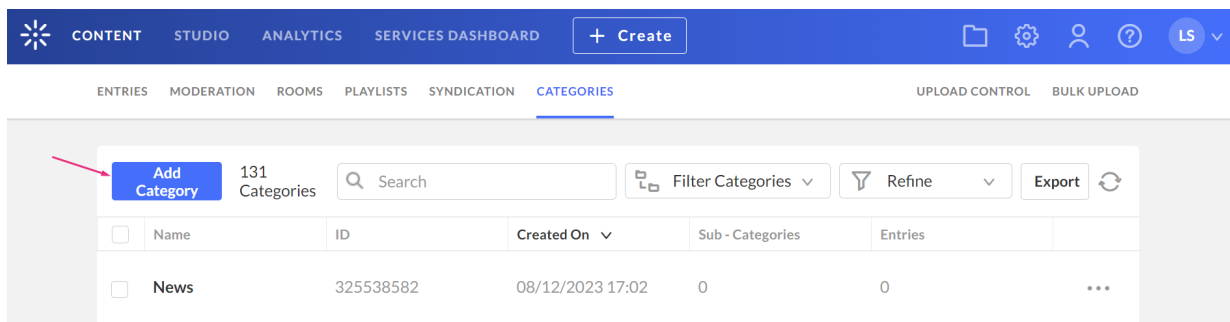 CONTENT STUDIO ANALYTICS SERVICES DASHBOARD + Create LS
ENTRIES MODERATION ROOMS PLAYLISTS SYNDICATION CATEGORIES UPLOAD CONTROL BULK UPLOAD
Add Category 131 Categories Search Filter Categories Refine Export
Name ID Created On Sub - Categories Entries
News 325538582 08/12/2023 17:02 0 0